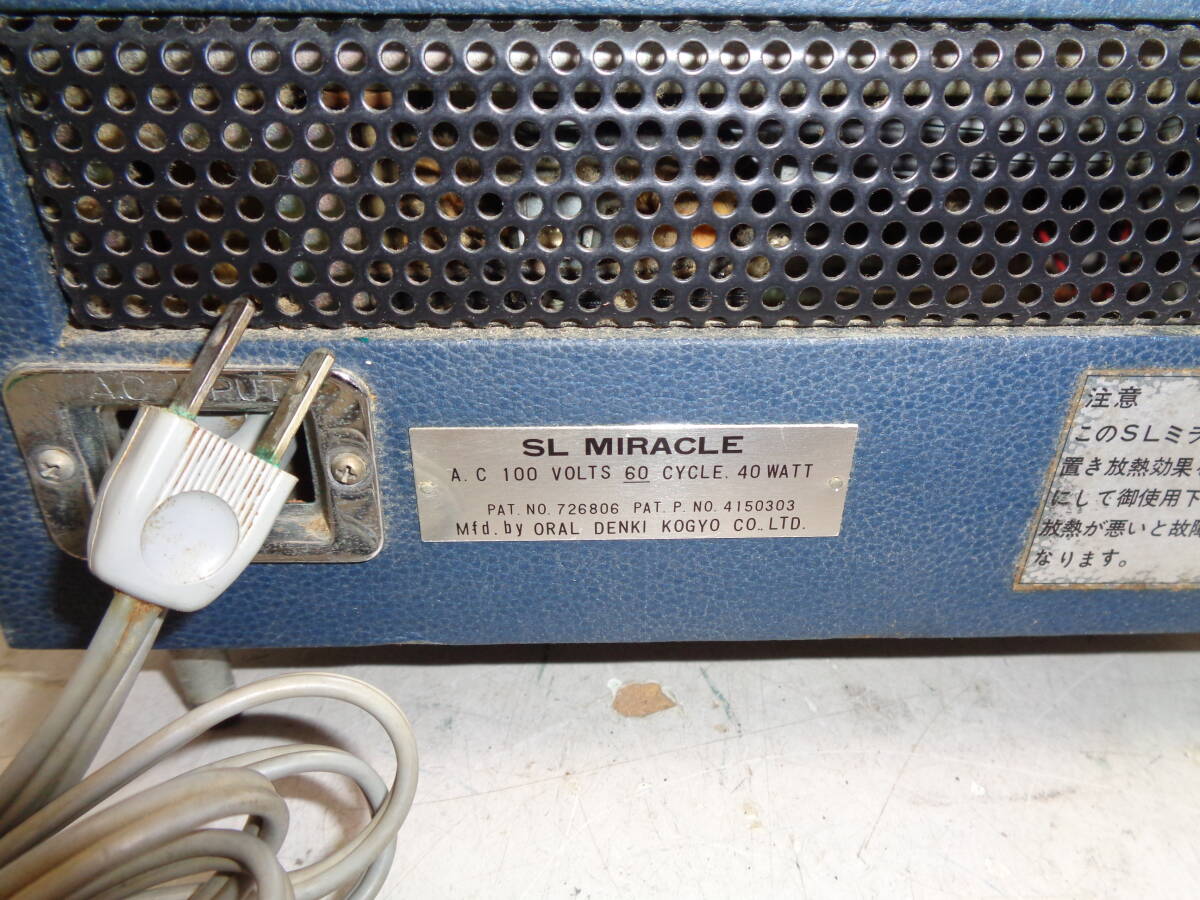 A.C INPUT
SL MIRACLE
A.C 100 VOLTS 60 CYCLE. 40 WATT
PAT. NO. 726806 PAT. P. NO. 4150303
Mfd. by ORAL DENKI KOGYO CO., LTD.
注意
このSLミラ
置き放熱効果を
にして御使用下
放熱が悪いと故障
なります。